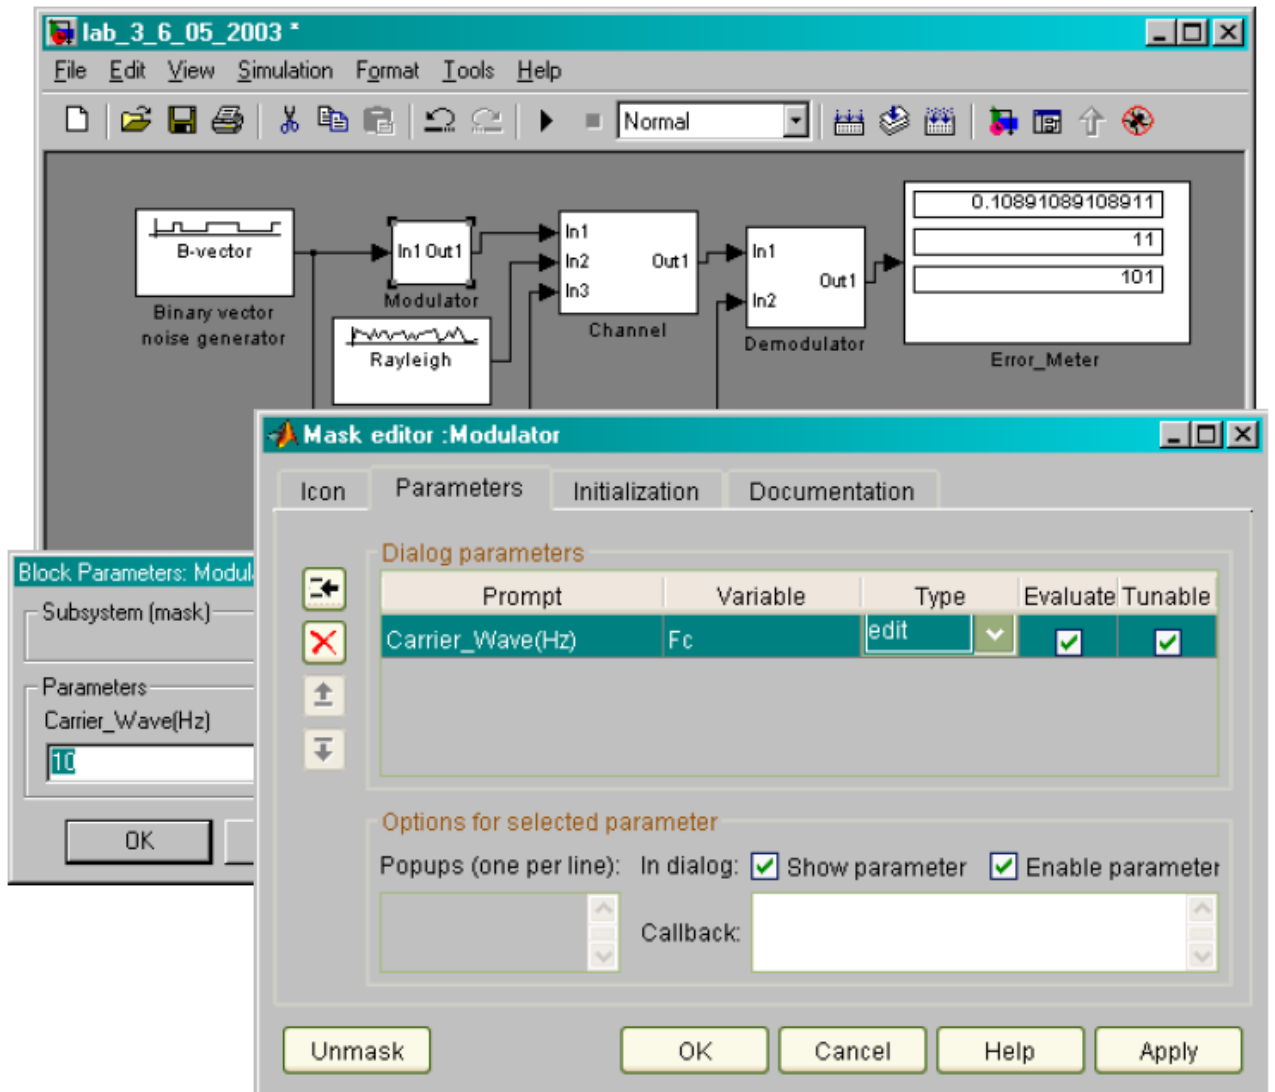 lab_3_6_05_2003 *
File Edit View Simulation Format Tools Help
Normal
B-vector
Binary vector
noise generator
In1 Out1
Modulator
Rayleigh
In1
In2
In3
Out1
Channel
In1
In2
Out1
Demodulator
0.10891089108911
11
101
Error_Meter
Mask editor :Modulator
Icon Parameters Initialization Documentation
Dialog parameters
Prompt Variable Type Evaluate Tunable
Carrier_Wave(Hz) Fc edit
Options for selected parameter
Popups (one per line): In dialog: Show parameter Enable parameter
Callback:
Unmask OK Cancel Help Apply
Block Parameters: Modul
Subsystem (mask)
Parameters
Carrier_Wave(Hz)
10
OK